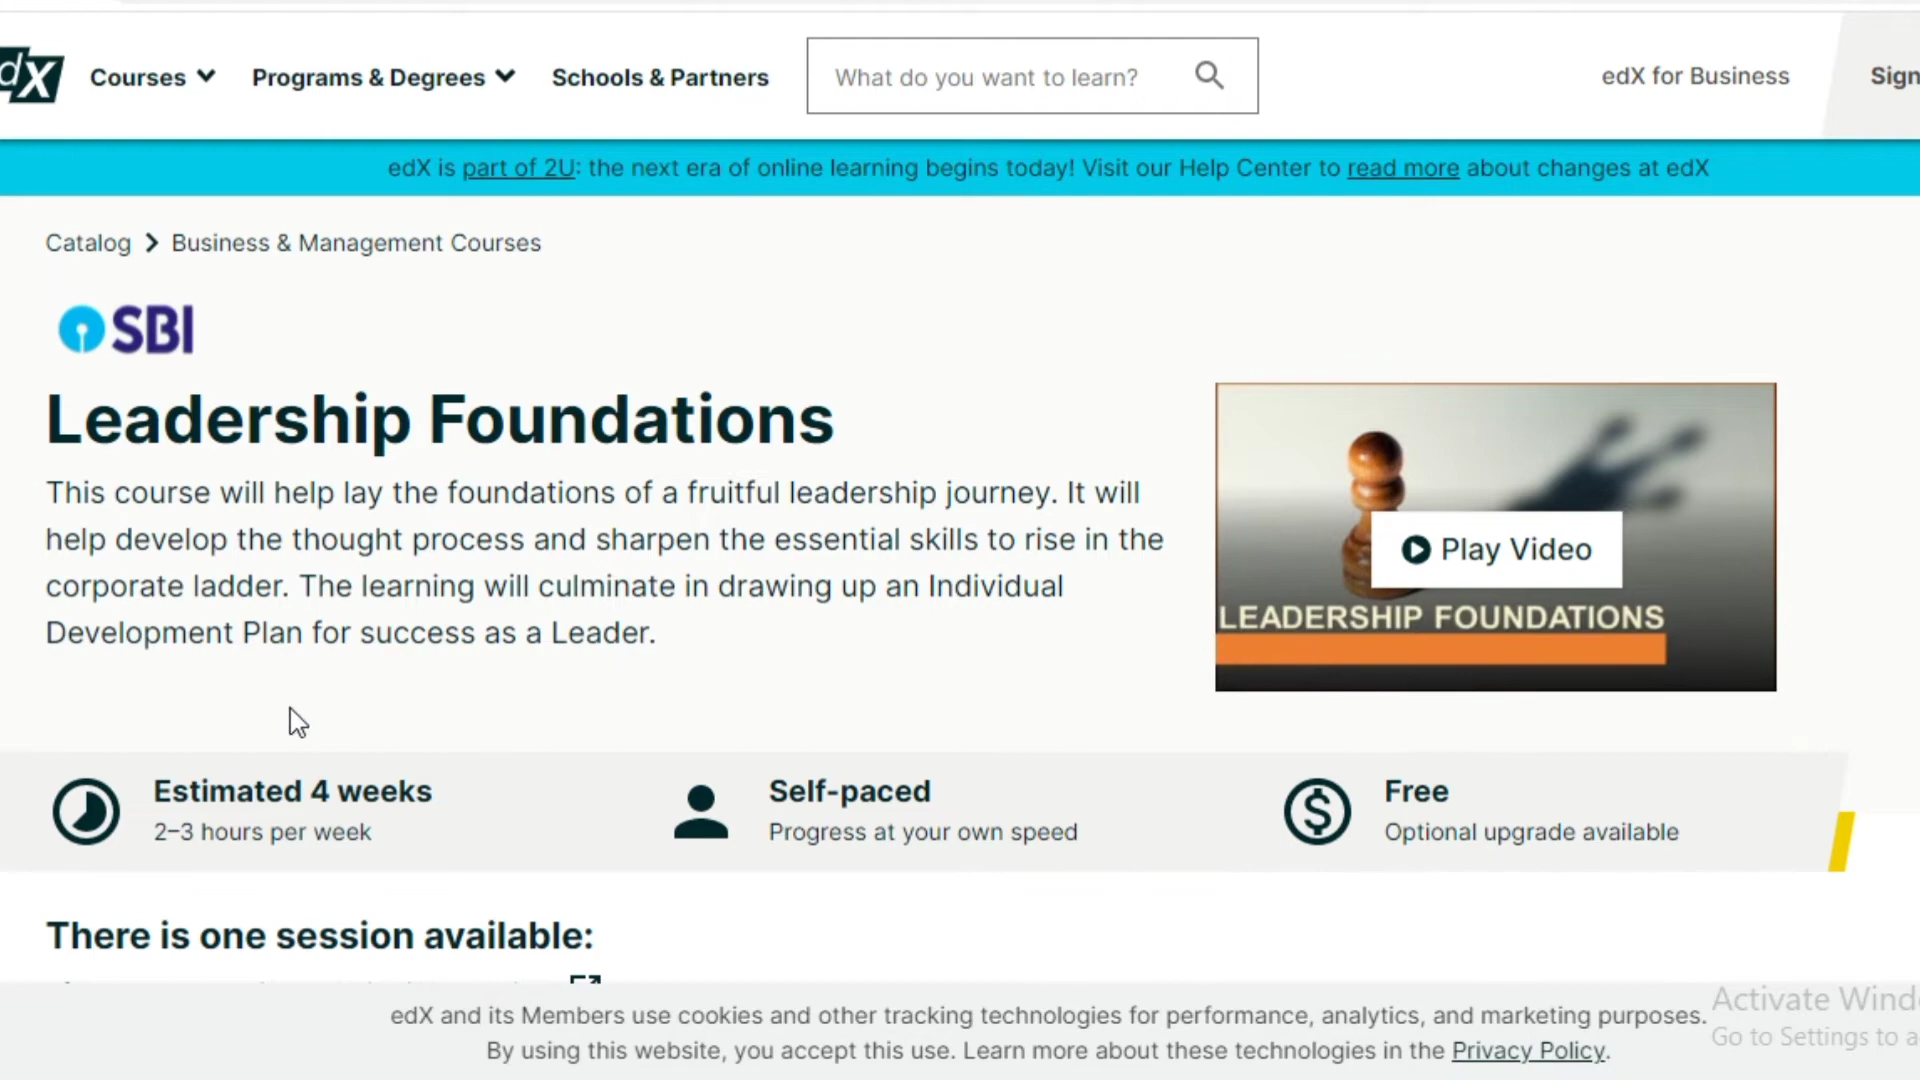 dX Courses Programs & Degrees Schools & Partners What do you want to learn? edX for Business Sign
edX is part of 2U: the next era of online learning begins today! Visit our Help Center to read more about changes at edX
Catalog Business & Management Courses
SBI
Leadership Foundations
This course will help lay the foundations of a fruitful leadership journey. It will
help develop the thought process and sharpen the essential skills to rise in the
corporate ladder. The learning will culminate in drawing up an Individual
Development Plan for success as a Leader.
Play Video
LEADERSHIP FOUNDATIONS
Estimated 4 weeks
2–3 hours per week
Self-paced
Progress at your own speed
Free
Optional upgrade available
There is one session available:
edX and its Members use cookies and other tracking technologies for performance, analytics, and marketing purposes.
By using this website, you accept this use. Learn more about these technologies in the Privacy Policy.
Activate Wind
Go to Settings to a